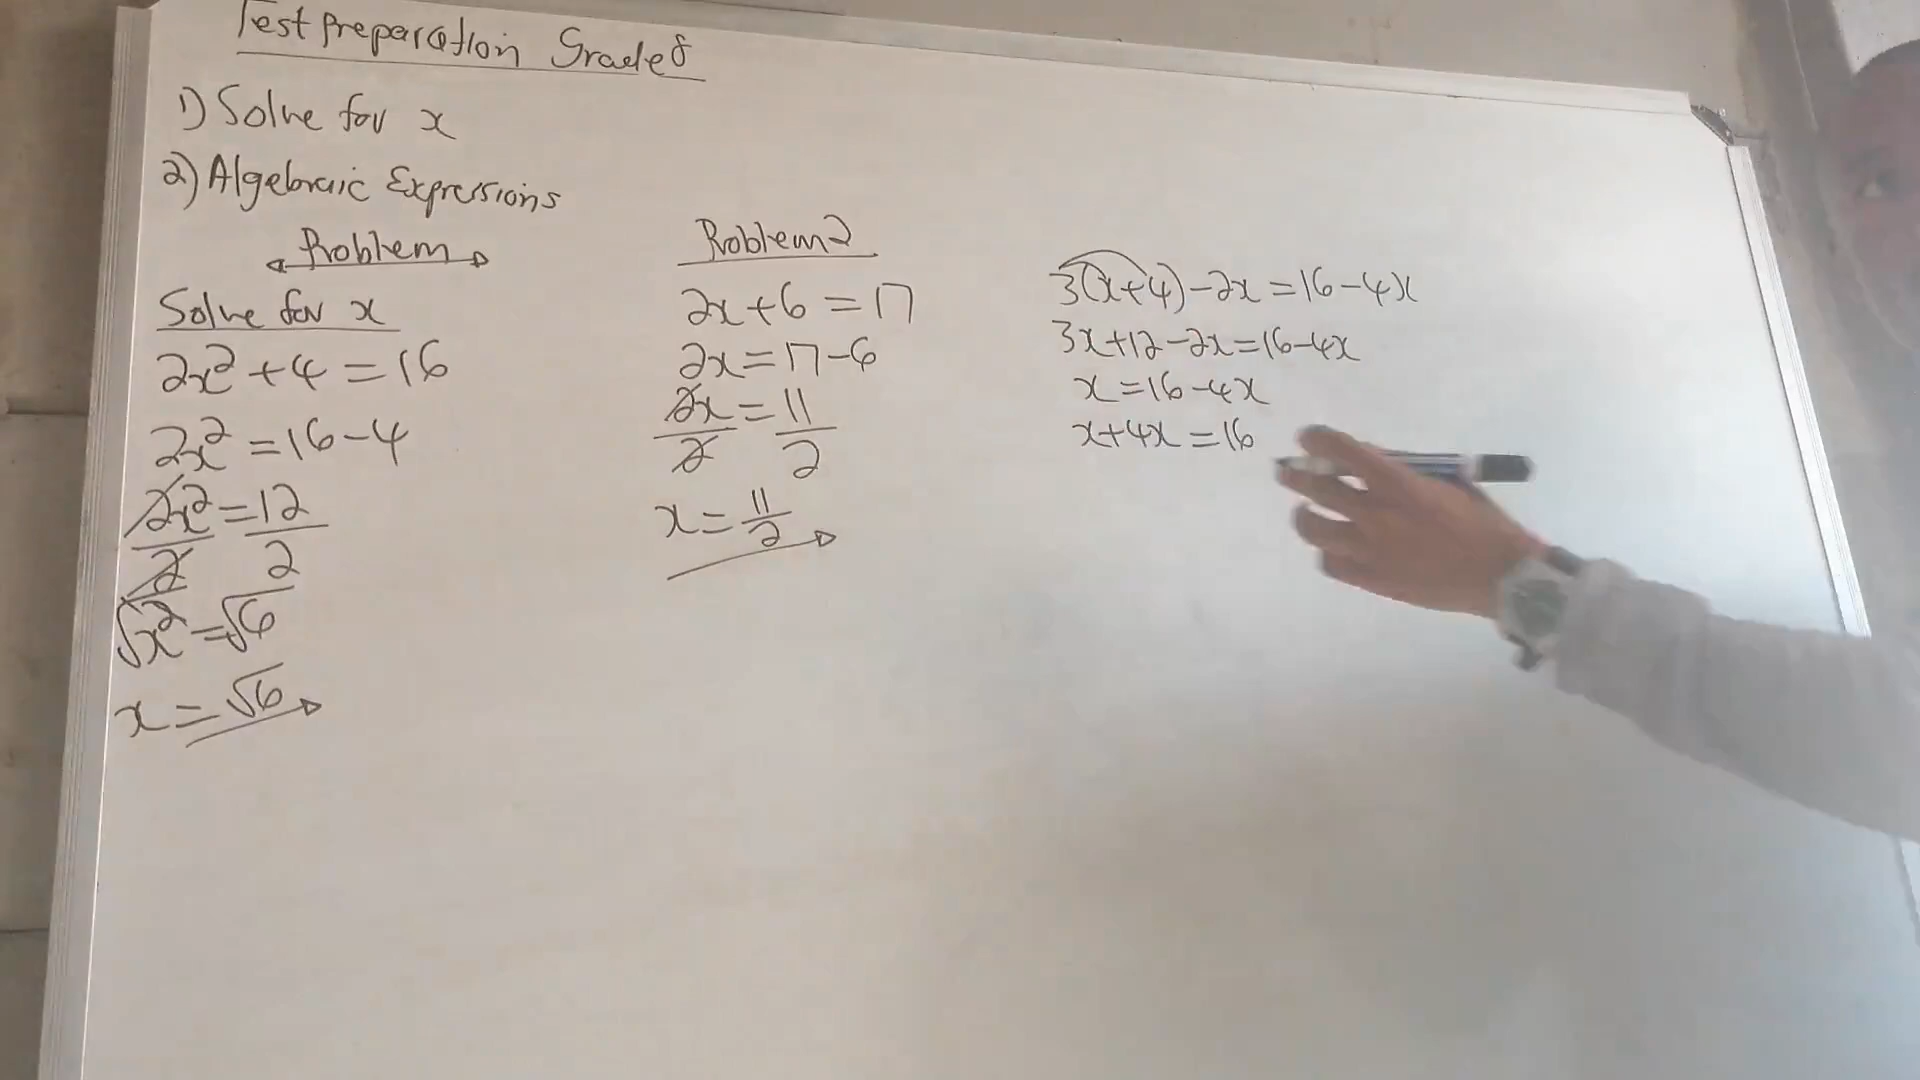 Test Preparation Grade 8
1) Solve for x
2) Algebraic Expressions
Problem
Solve for x
2x² + 4 = 16
2x² = 16 - 4
2x²/2 = 12/2
√x² = √6
x = √6
Problem 2
2x + 6 = 17
2x = 17 - 6
2x/2 = 11/2
x = 11/2
3(x+4) - 2x = 16 - 4x
3x + 12 - 2x = 16 - 4x
x = 16 - 4x
x + 4x = 16